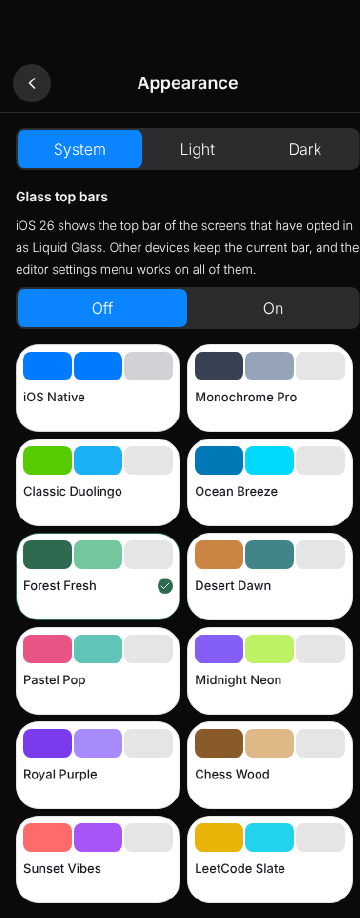 Appearance
System Light Dark
Glass top bars
iOS 26 shows the top bar of the screens that have opted in
as Liquid Glass. Other devices keep the current bar, and the
editor settings menu works on all of them.
Off On
iOS Native Monochrome Pro
Classic Duolingo Ocean Breeze
Forest Fresh Desert Dawn
Pastel Pop Midnight Neon
Royal Purple Chess Wood
Sunset Vibes LeetCode Slate